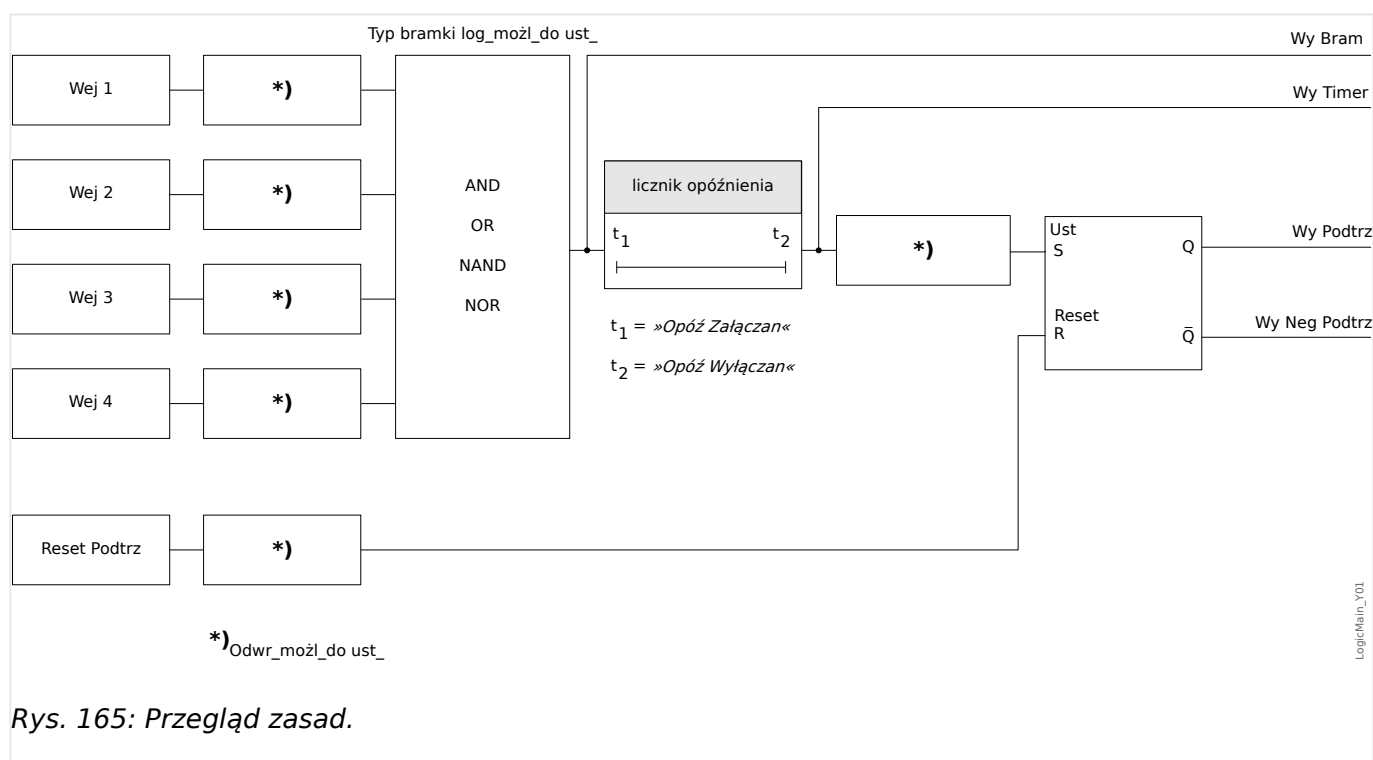 Typ bramki log_możl_do ust_
Wy Bram
Wej 1
*)
Wy Timer
Wej 2
*)
AND
OR
NAND
NOR
licznik opóźnienia
t1
t2
*)
Ust
S
Q
Wy Podtrz
Wej 3
*)
Reset
R
Q̅
Wy Neg Podtrz
t1 = »Opóź Załączan«
t2 = »Opóź Wyłączan«
Wej 4
*)
Reset Podtrz
*)
*)Odwr_możl_do ust_
LogicMain_Y01
Rys. 165: Przegląd zasad.